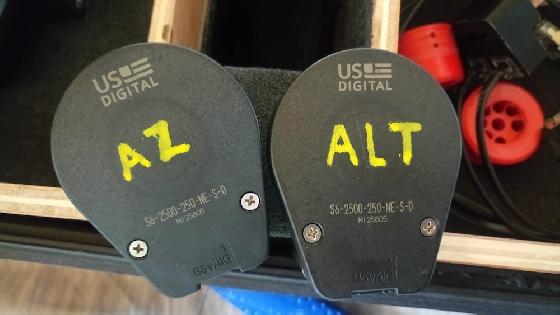 US
DIGITAL
AZ
S6-2500-250-NE-S-D
M125805
US
DIGITAL
ALT
S6-2500-250-NE-S-D
M125805